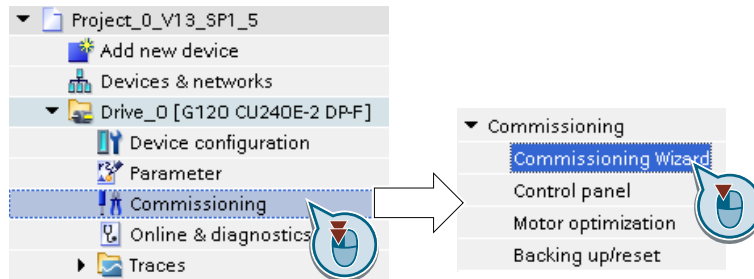 Project_0_V13_SP1_5
Add new device
Devices & networks
Drive_0 [G120 CU240E-2 DP-F]
Device configuration
Parameter
Commissioning
Online & diagnostics
Traces
Commissioning
Commissioning Wizard
Control panel
Motor optimization
Backing up/reset